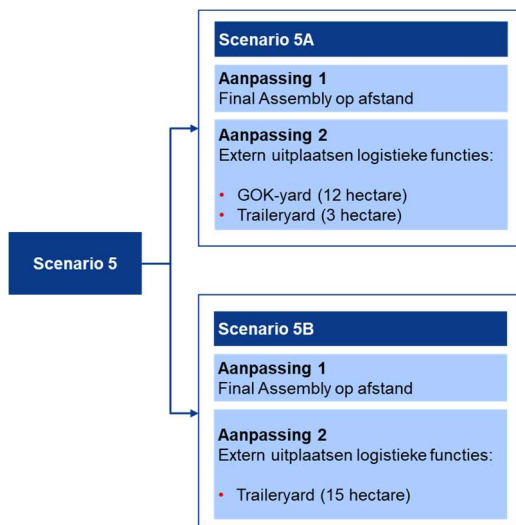 Scenario 5
Scenario 5A
Aanpassing 1
Final Assembly op afstand
Aanpassing 2
Extern uitplaatsen logistieke functies:
• GOK-yard (12 hectare)
• Traileryard (3 hectare)
Scenario 5B
Aanpassing 1
Final Assembly op afstand
Aanpassing 2
Extern uitplaatsen logistieke functies:
• Traileryard (15 hectare)